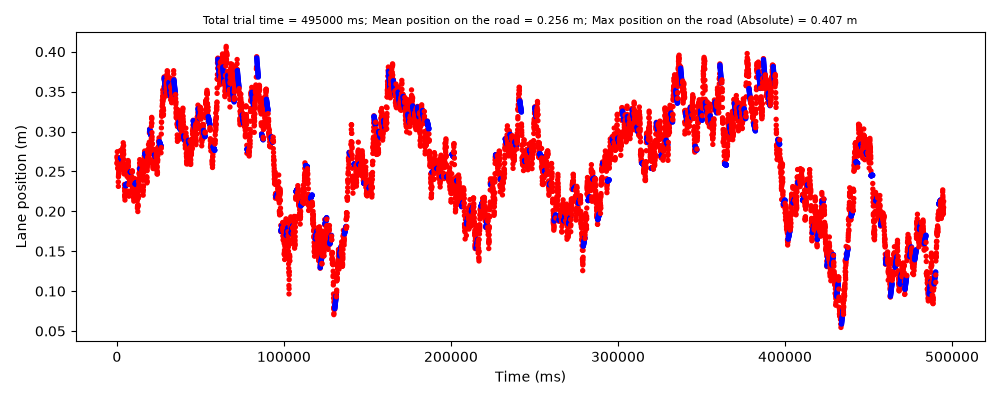 Total trial time = 495000 ms; Mean position on the road = 0.256 m; Max position on the road (Absolute) = 0.407 m
0.40
0.35
0.30
0.25
0.20
0.15
0.10
0.05
Lane position (m)
0 100000 200000 300000 400000 500000
Time (ms)